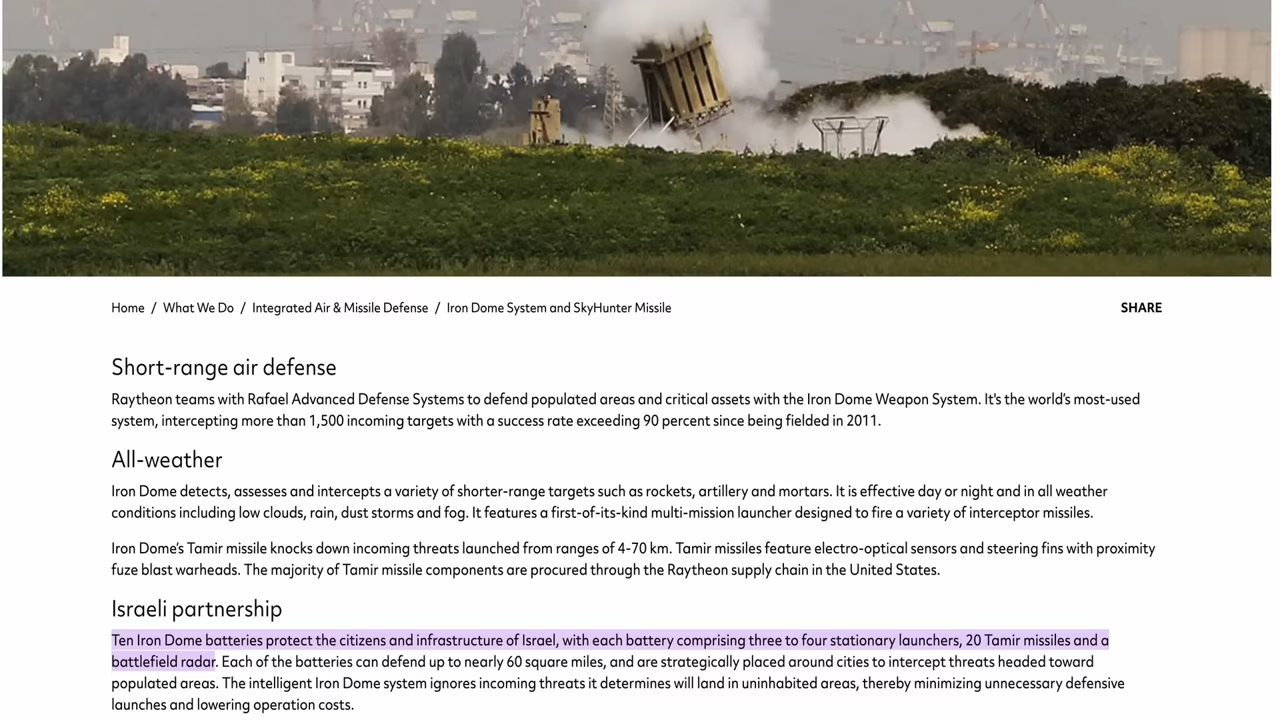 Home / What We Do / Integrated Air & Missile Defense / Iron Dome System and SkyHunter Missile
SHARE
Short-range air defense
Raytheon teams with Rafael Advanced Defense Systems to defend populated areas and critical assets with the Iron Dome Weapon System. It's the world’s most-used
system, intercepting more than 1,500 incoming targets with a success rate exceeding 90 percent since being fielded in 2011.
All-weather
Iron Dome detects, assesses and intercepts a variety of shorter-range targets such as rockets, artillery and mortars. It is effective day or night and in all weather
conditions including low clouds, rain, dust storms and fog. It features a first-of-its-kind multi-mission launcher designed to fire a variety of interceptor missiles.
Iron Dome’s Tamir missile knocks down incoming threats launched from ranges of 4-70 km. Tamir missiles feature electro-optical sensors and steering fins with proximity
fuze blast warheads. The majority of Tamir missile components are procured through the Raytheon supply chain in the United States.
Israeli partnership
Ten Iron Dome batteries protect the citizens and infrastructure of Israel, with each battery comprising three to four stationary launchers, 20 Tamir missiles and a
battlefield radar. Each of the batteries can defend up to nearly 60 square miles, and are strategically placed around cities to intercept threats headed toward
populated areas. The intelligent Iron Dome system ignores incoming threats it determines will land in uninhabited areas, thereby minimizing unnecessary defensive
launches and lowering operation costs.